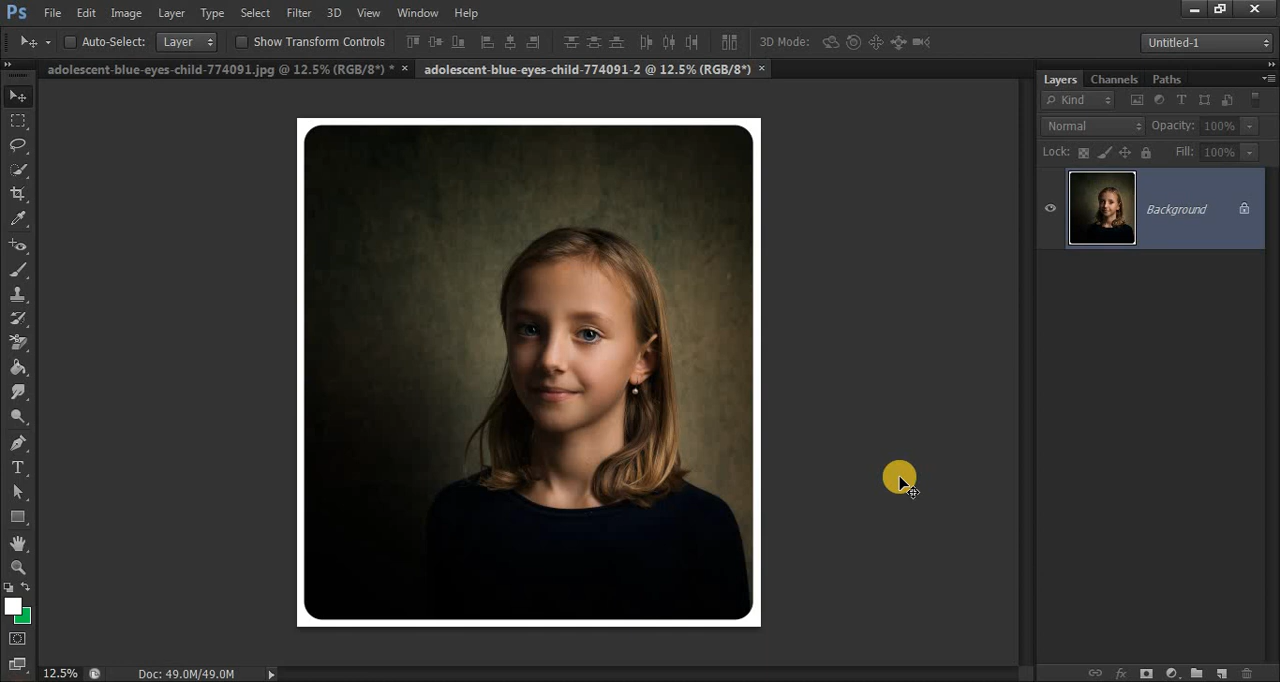 Ps File Edit Image Layer Type Select Filter 3D View Window Help
Auto-Select: Layer Show Transform Controls 3D Mode: Untitled-1
adolescent-blue-eyes-child-774091.jpg @ 12.5% (RGB/8*) * × adolescent-blue-eyes-child-774091-2 @ 12.5% (RGB/8*) ×
Layers Channels Paths
Kind
Normal Opacity: 100%
Lock: Fill: 100%
Background
12.5% Doc: 49.0M/49.0M